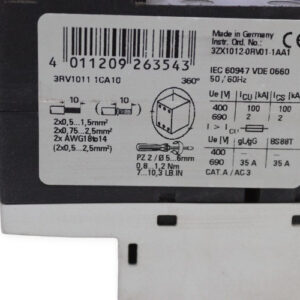 Made in Germany
Instr. Ord. No.:
3ZX1012-0RV01-1AA1
4 011209 263543
3RV1011 1CA10
360°
IEC 60947 VDE 0660
50 / 60Hz
10
10
2x0,5...1,5mm²
2x0,75...2,5mm²
2x AWG18b14
(2x0,5...2,5mm)
PZ 2 / Ø 5...6mm
0,8...1,2 Nm
7...10,3 LB.IN
Ue [V] ICU [kA] ICS [kA]
400 100 100
690 2 2
I > ICU
Ue [V] gL/gG BS88T
400 - -
690 35 A 35 A
CAT. A / AC 3